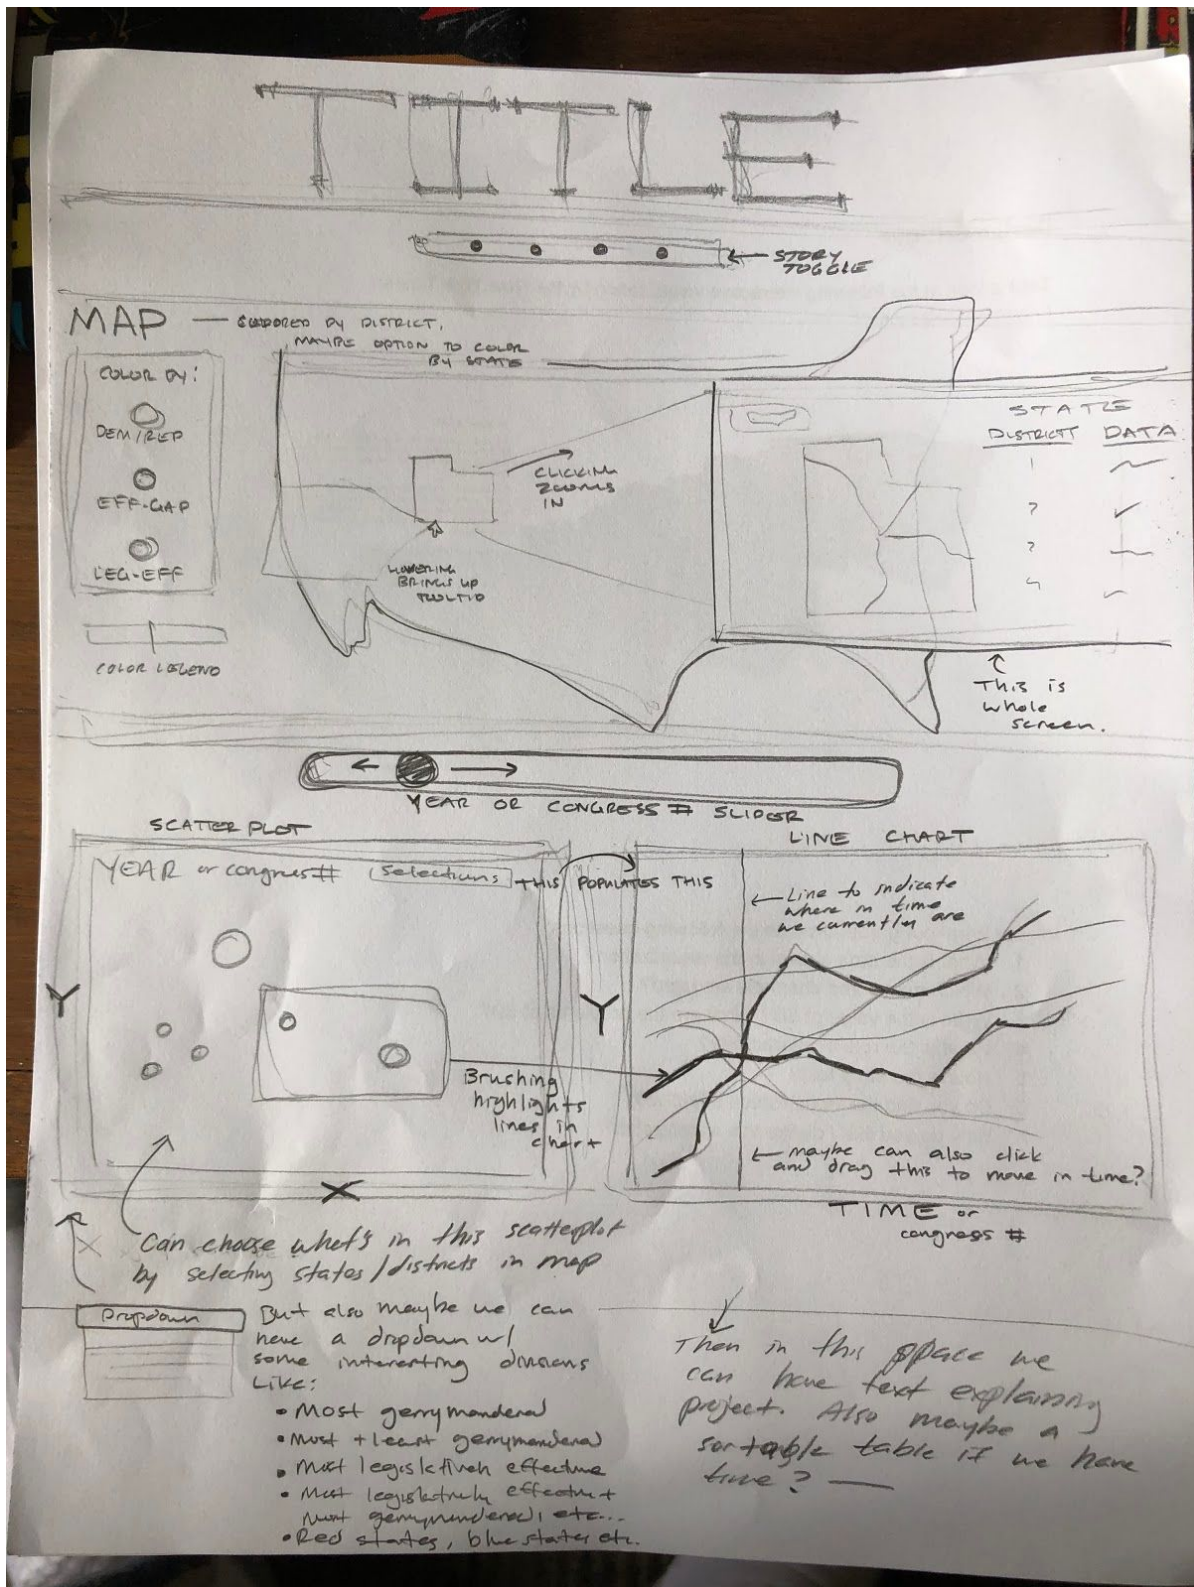 TITLE
STORY
TOGGLE
MAP — COLORED BY DISTRICT,
MAYBE OPTION TO COLOR
BY STATE
COLOR BY:
DEM/REP
EFF-GAP
LEG-EFF
COLOR LEGEND
CLICKING
ZOOMS
IN
HOVERING
BRINGS UP
TOOLTIP
STATE
DISTRICT DATA
1
2
3
4
This is
whole
screen.
YEAR OR CONGRESS # SLIDER
SCATTERPLOT
YEAR or congress # Selections
THIS POPULATES THIS
Y
X
Brushing
highlights
lines in
chart
LINE CHART
Line to indicate
where in time
we currently are
Y
maybe can also click
and drag this to move in time?
TIME or
congress #
Can choose what's in this scatterplot
by selecting states/districts in map
Dropdown
But also maybe we can
have a dropdown w/
some interesting divisions
Like:
• Most gerrymandered
• Most + least gerrymandered
• Most legislatively effective
• Most legislatively effective +
most gerrymandered, etc...
• Red states, blue states etc.
Then in this space we
can have text explaining
project. Also maybe a
sortable table if we have
time? —